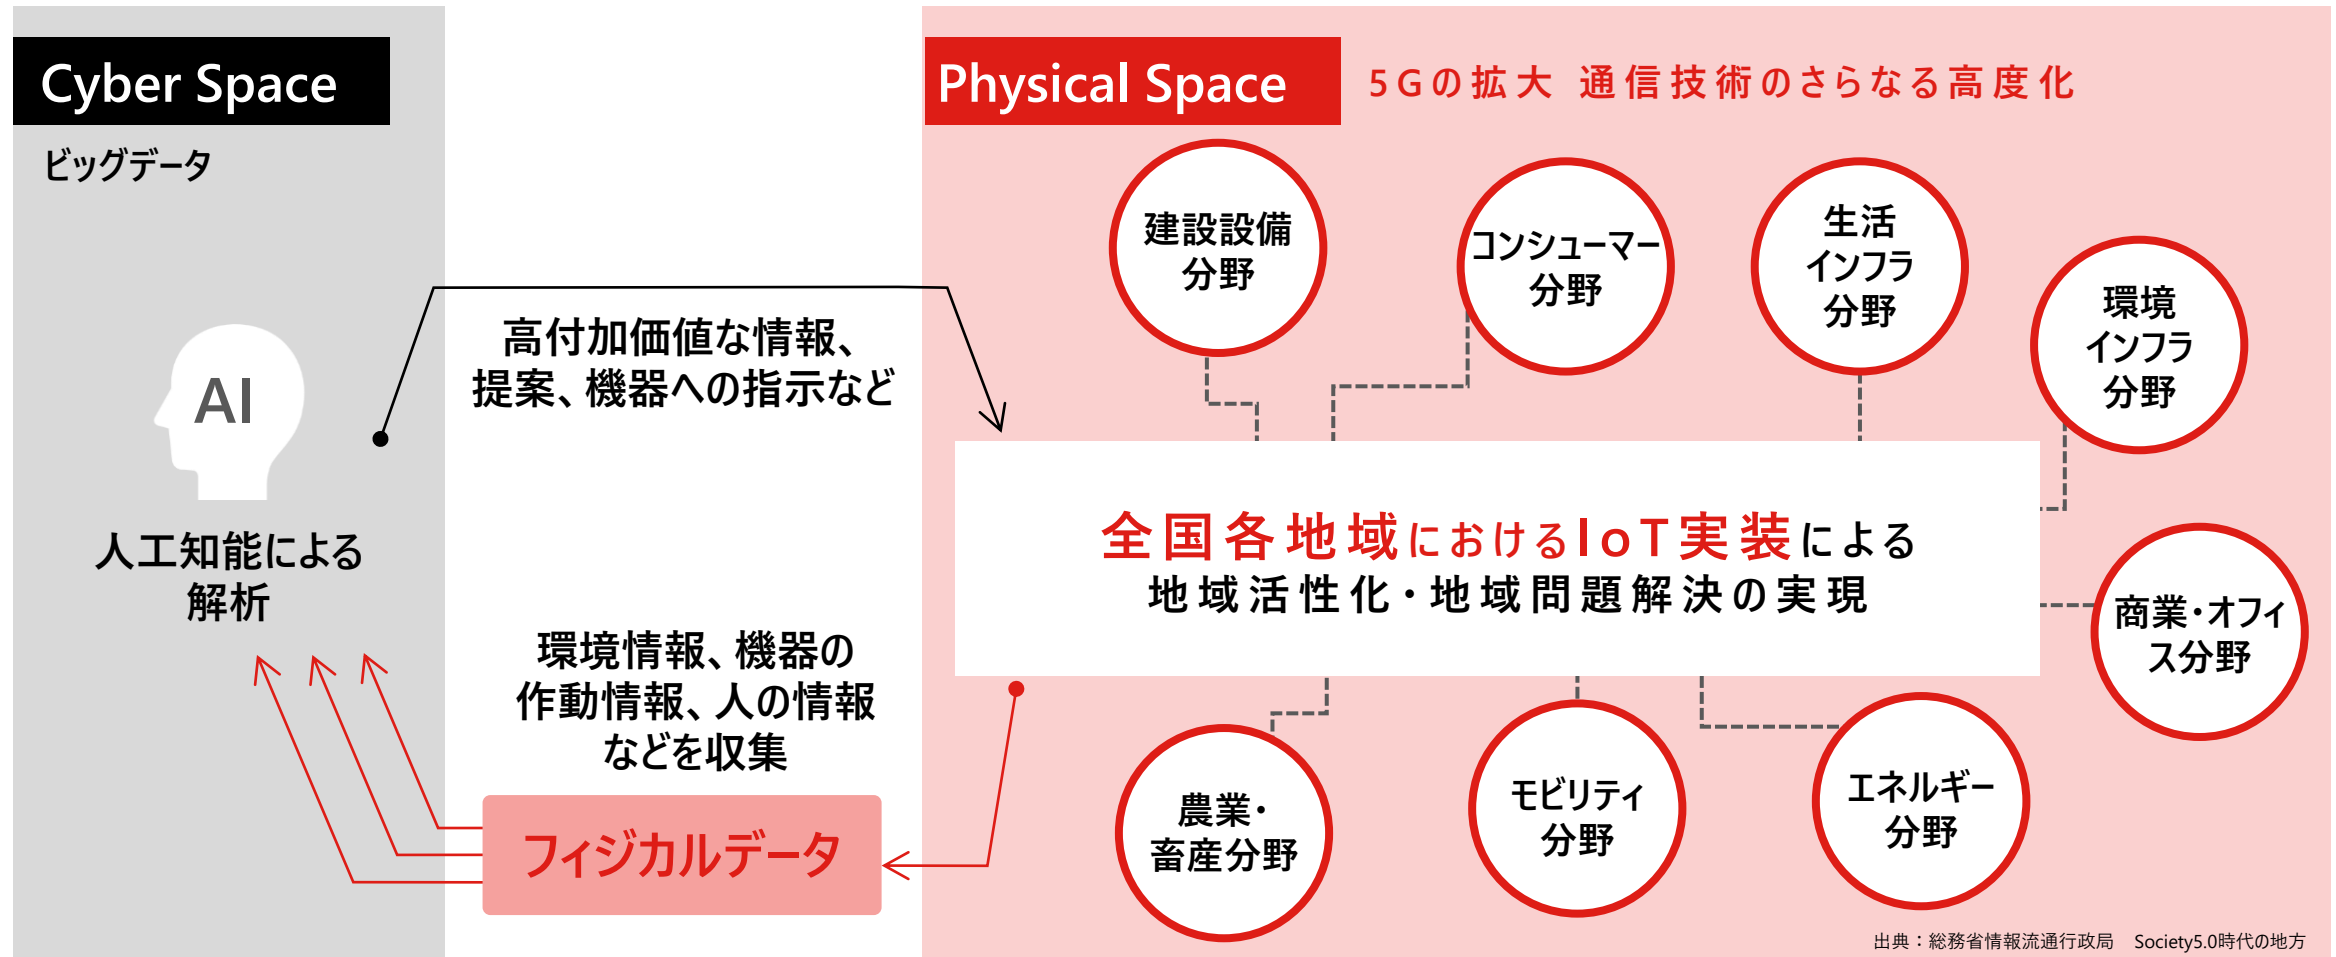 Cyber Space
ビッグデータ
AI
人工知能による
解析
高付加価値な情報、
提案、機器への指示など
環境情報、機器の
作動情報、人の情報
などを収集
フィジカルデータ
Physical Space
5Gの拡大 通信技術のさらなる高度化
建設設備
分野
コンシューマー
分野
生活
インフラ
分野
環境
インフラ
分野
全国各地域におけるIoT実装による
地域活性化・地域問題解決の実現
商業・オフィ
ス分野
農業・
畜産分野
モビリティ
分野
エネルギー
分野
出典：総務省情報流通行政局　Society5.0時代の地方